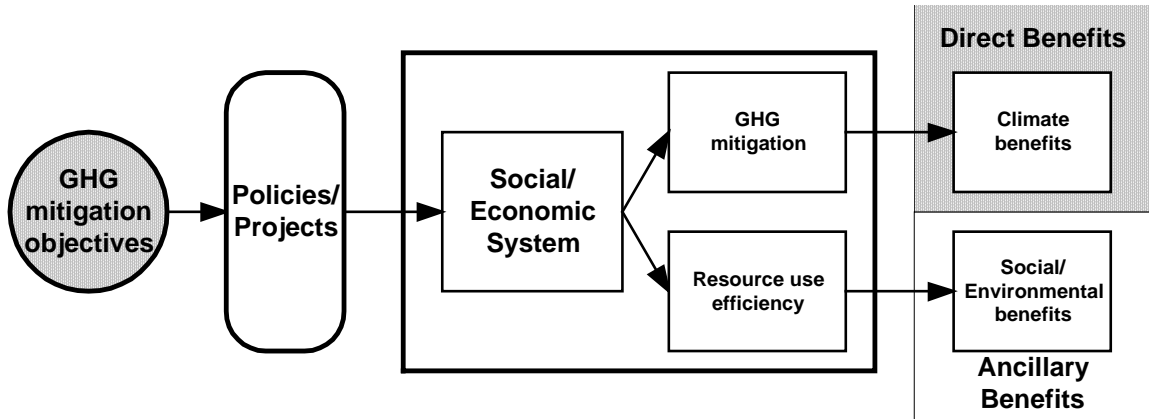 GHG
mitigation
objectives
Policies/
Projects
Social/
Economic
System
GHG
mitigation
Resource use
efficiency
Direct Benefits
Climate
benefits
Social/
Environmental
benefits
Ancillary
Benefits